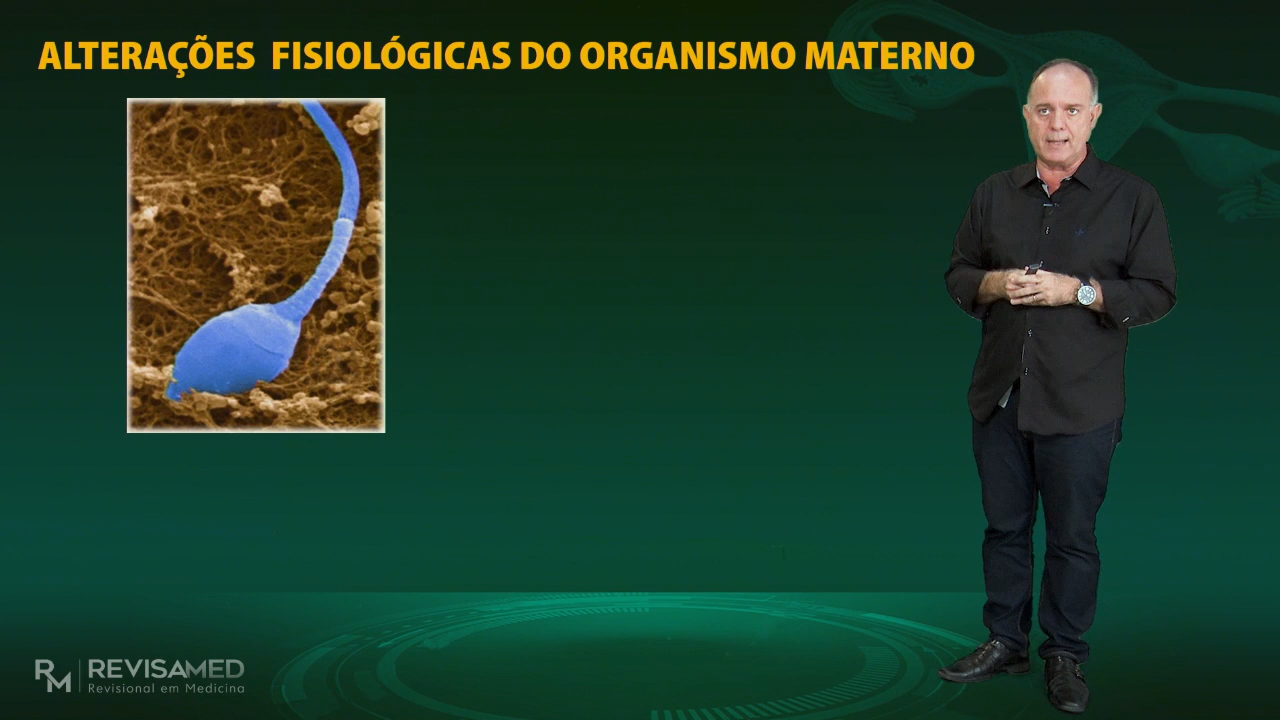 ALTERAÇÕES FISIOLÓGICAS DO ORGANISMO MATERNO
RM
REVISAMED
Revisional em Medicina